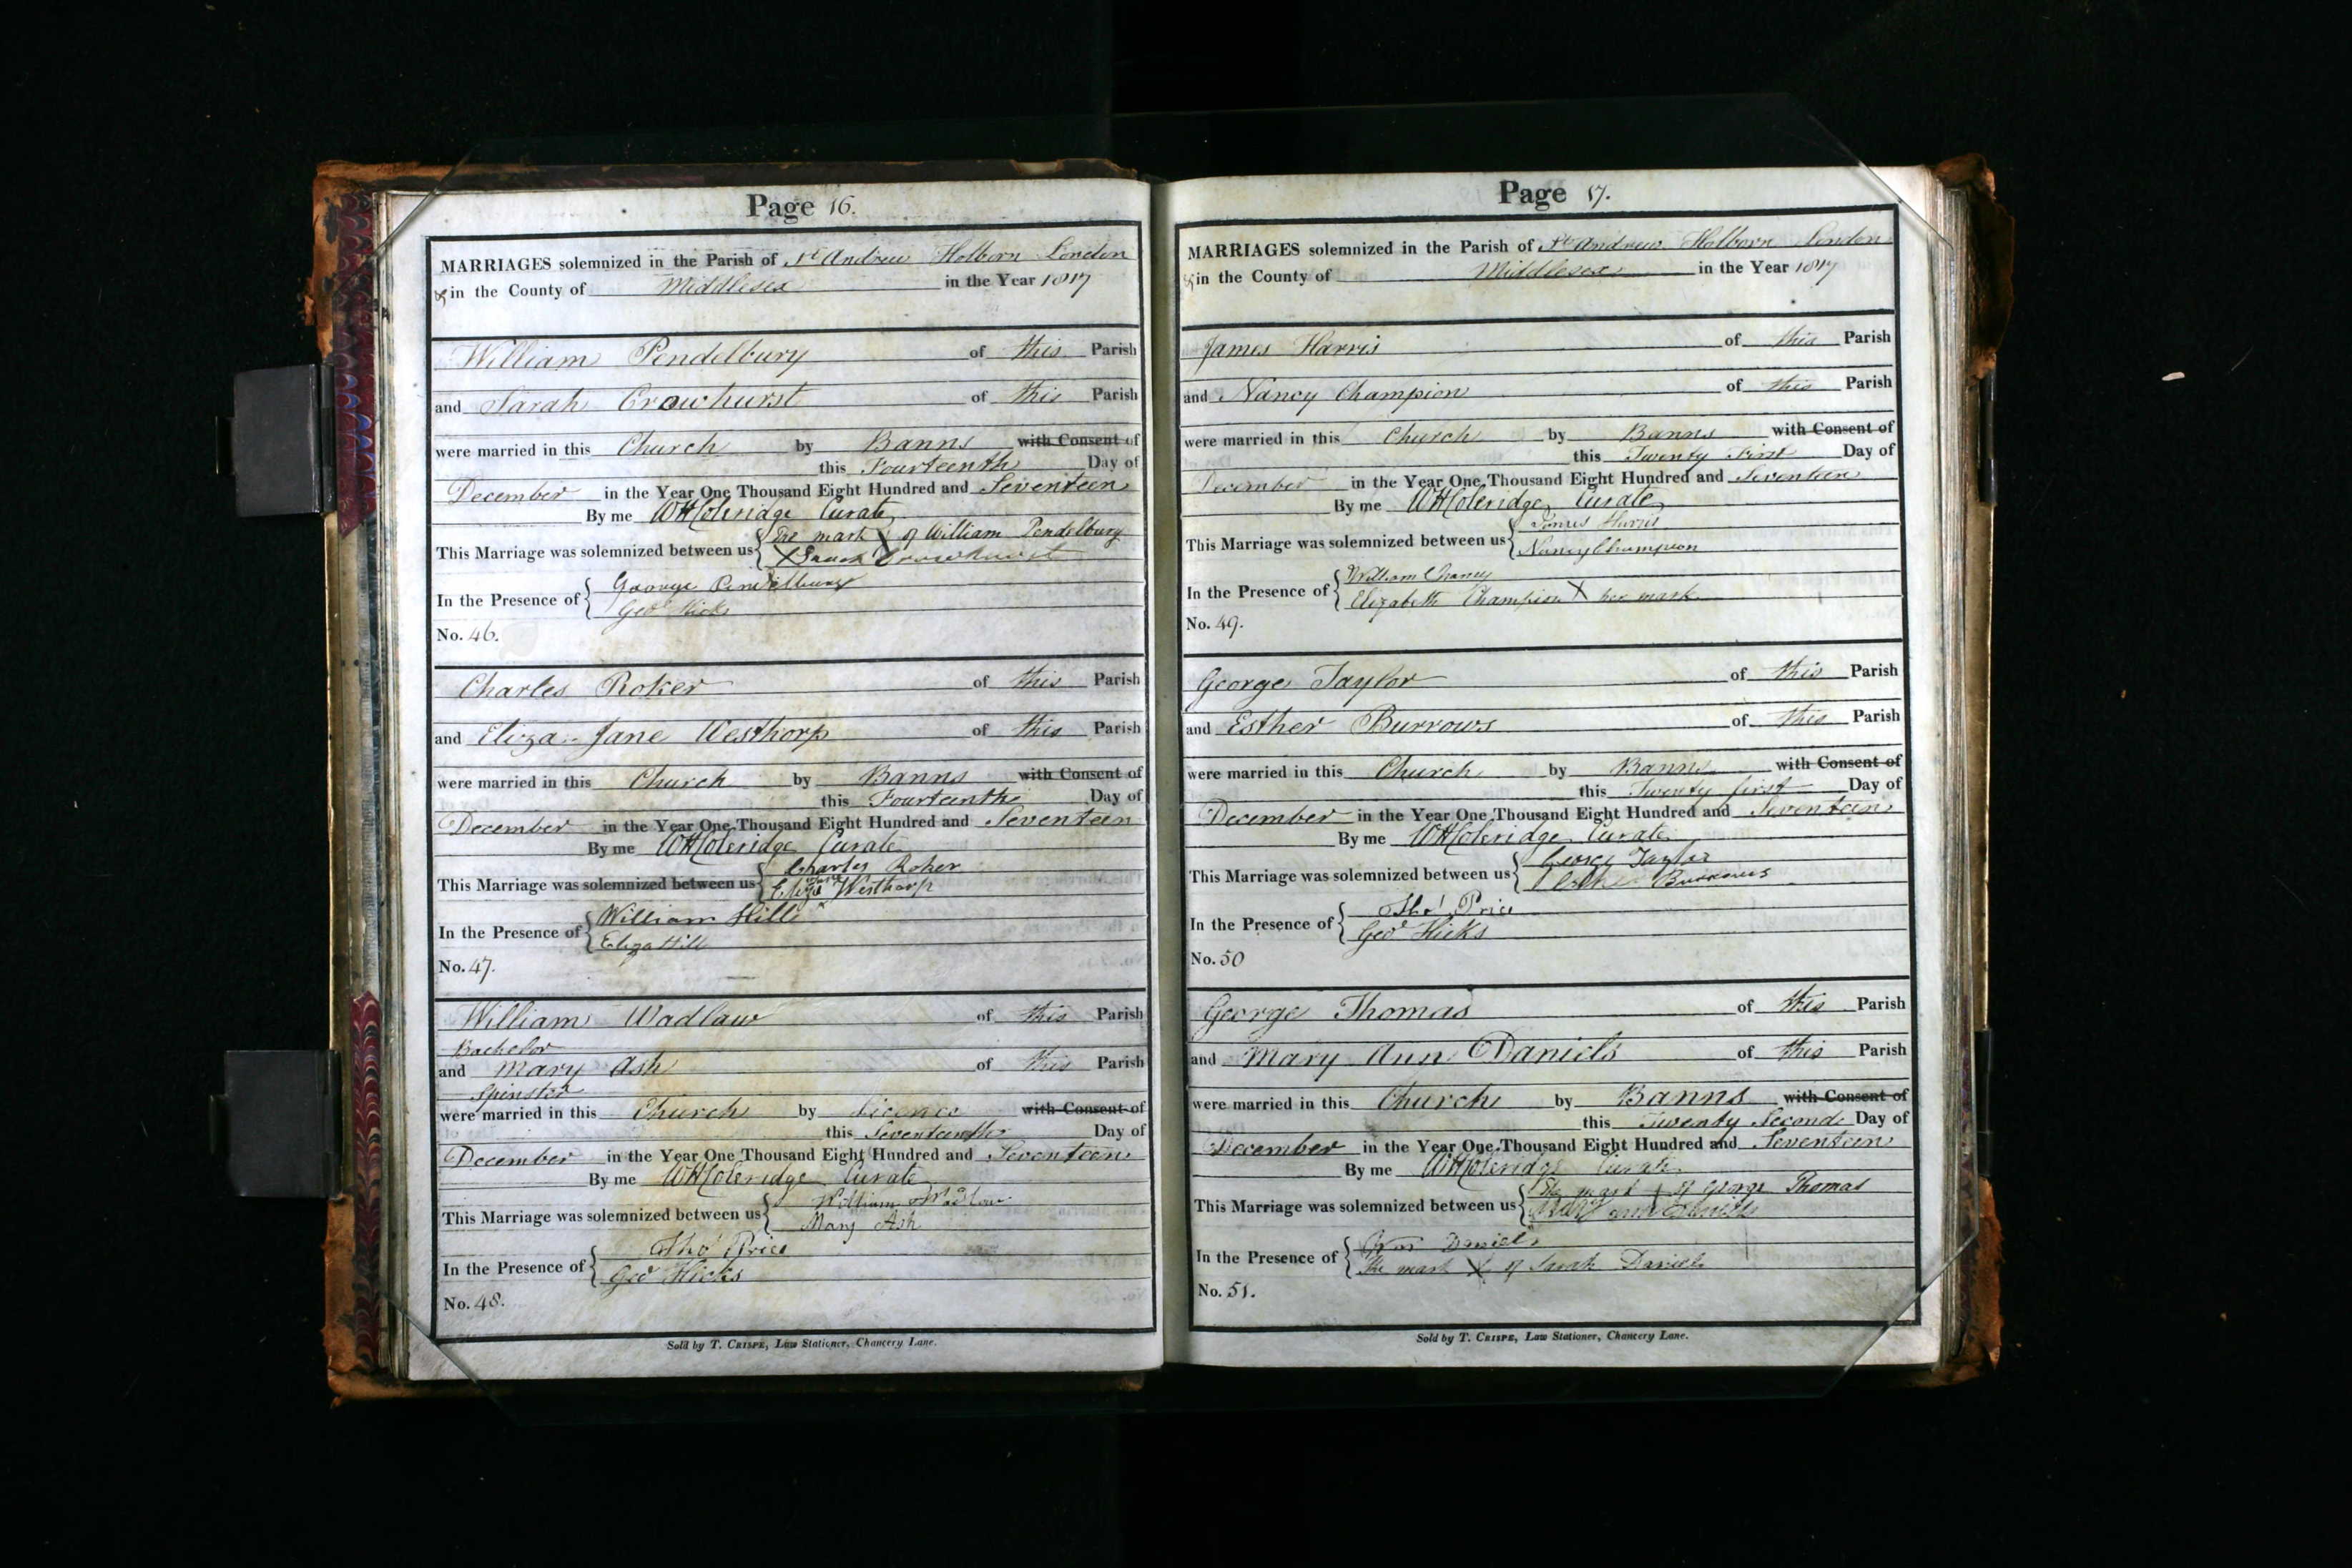 Page 16.
MARRIAGES solemnized in the Parish of St Andrew Holborn London
& in the County of Middlesex in the Year 1817
William Pendelbury of this Parish
and Sarah Crowhurst of this Parish
were married in this Church by Banns with Consent of
this Fourteenth Day of
December in the Year One Thousand Eight Hundred and Seventeen
By me WHColeridge Curate
This Marriage was solemnized between us { The mark X of William Pendelbury
X Sarah Crowhurst
In the Presence of { George Pendelbury
Geoe Hicks
No. 46.
Charles Roker of this Parish
and Eliza Jane Westhorp of this Parish
were married in this Church by Banns with Consent of
this Fourteenth Day of
December in the Year One Thousand Eight Hundred and Seventeen
By me WHColeridge Curate
This Marriage was solemnized between us { Charles Roker
Eliza Jane Westhorp
In the Presence of { William Hill
Eliza Hill
No. 47.
William Wadlaw of this Parish
Bachelor
and Mary Ash of this Parish
Spinster
were married in this Church by Licence with Consent of
this Seventeenth Day of
December in the Year One Thousand Eight Hundred and Seventeen
By me WHColeridge Curate
This Marriage was solemnized between us { William Wadlow
Mary Ash
In the Presence of { Thos Price
Geoe Hicks
No. 48.
Sold by T. CRISPE, Law Stationer, Chancery Lane.
Page 17.
MARRIAGES solemnized in the Parish of St Andrew Holborn London
& in the County of Middlesex in the Year 1817
James Harris of this Parish
and Nancy Champion of this Parish
were married in this Church by Banns with Consent of
this Twenty First Day of
December in the Year One Thousand Eight Hundred and Seventeen
By me WHColeridge Curate
This Marriage was solemnized between us { James Harris
Nancy Champion
In the Presence of { William Chaney
Elizabeth Champion X her mark
No. 49.
George Taylor of this Parish
and Esther Burrows of this Parish
were married in this Church by Banns with Consent of
this Twenty first Day of
December in the Year One Thousand Eight Hundred and Seventeen
By me WHColeridge Curate
This Marriage was solemnized between us { George Taylor
Esther Burrows
In the Presence of { Thos Price
Geoe Hicks
No. 50
George Thomas of this Parish
and Mary Ann Daniels of this Parish
were married in this Church by Banns with Consent of
this Twenty Second Day of
December in the Year One Thousand Eight Hundred and Seventeen
By me WHColeridge Curate
This Marriage was solemnized between us { The mark X of George Thomas
Mary ann Daniels
In the Presence of { Daniels
The mark X of Sarah Daniels
No. 51.
Sold by T. CRISPE, Law Stationer, Chancery Lane.